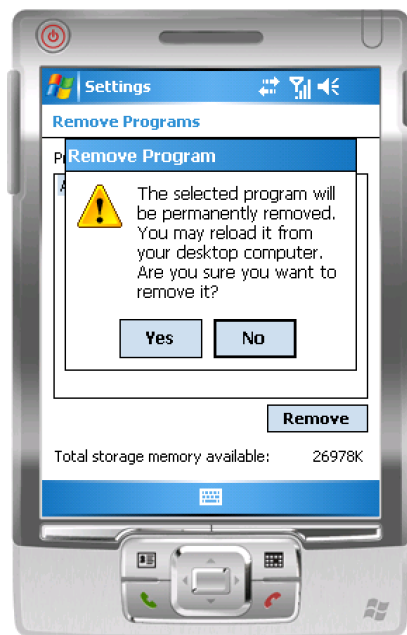 Settings
Remove Programs
Remove Program
The selected program will
be permanently removed.
You may reload it from
your desktop computer.
Are you sure you want to
remove it?
Yes No
Remove
Total storage memory available: 26978K